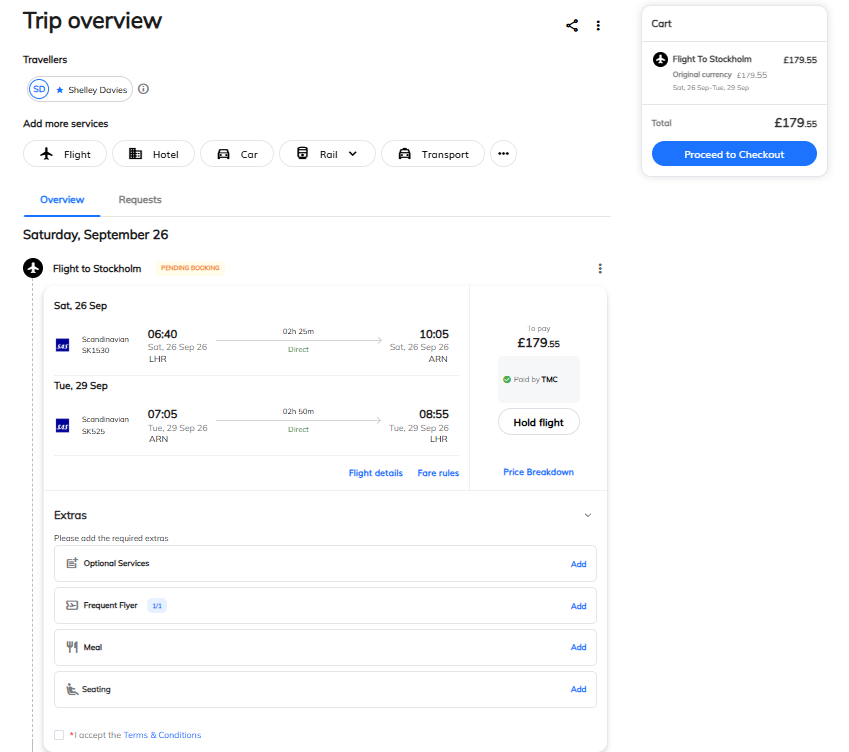 Trip overview
Travellers
SD ★ Shelley Davies
Add more services
Flight Hotel Car Rail Transport •••
Overview Requests
Saturday, September 26
Flight to Stockholm PENDING BOOKING
Sat, 26 Sep
SAS Scandinavian SK1530
06:40 Sat, 26 Sep 26 LHR
02h 25m Direct
10:05 Sat, 26 Sep 26 ARN
Tue, 29 Sep
SAS Scandinavian SK525
07:05 Tue, 29 Sep 26 ARN
02h 50m Direct
08:55 Tue, 29 Sep 26 LHR
Flight details Fare rules
To pay
£179.55
Paid by TMC
Hold flight
Price Breakdown
Extras
Please add the required extras
Optional Services Add
Frequent Flyer 1/1 Add
Meal Add
Seating Add
*I accept the Terms & Conditions
Cart
Flight To Stockholm £179.55
Original currency £179.55
Sat, 26 Sep-Tue, 29 Sep
Total £179.55
Proceed to Checkout